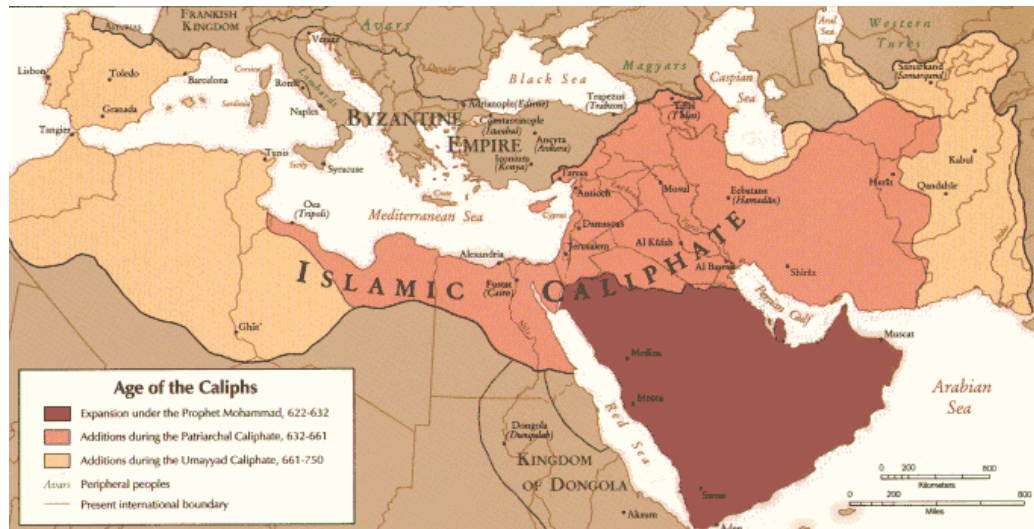 FRANKISH
KINGDOM
ASTURIAS
Avars
Western
Turks
Aral
Sea
Lisbon
Toledo
Barcelona
Granada
Tangier
Corsica
Sardinia
Venice
Rome
Lombards
Naples
Sicily
Syracuse
Tunis
Oea
(Tripoli)
Ghāt
BYZANTINE
EMPIRE
Adrianople (Edirne)
Constantinople
(Istanbul)
Ancyra
(Ankara)
Iconium
(Konya)
Black Sea
Magyars
Trapezus
(Trabzon)
Caspian
Sea
Samarkand
(Samarqand)
Tiflis
Kabul
Qandahār
Herāt
Tarsus
Antioch
Mosul
Ecbatana
(Hamadān)
Crete
Cyprus
Mediterranean Sea
Damascus
Jerusalem
Al Kūfah
Al Başrah
Shīrāz
Alexandria
Fustat
(Cairo)
Nile
ISLAMIC CALIPHATE
Persian Gulf
Muscat
Medina
Mecca
Red Sea
Arabian
Sea
Dongola
(Dunqulah)
KINGDOM
OF DONGOLA
Sanaa
Aksum
Aden
Age of the Caliphs
Expansion under the Prophet Mohammad, 622-632
Additions during the Patriarchal Caliphate, 632-661
Additions during the Umayyad Caliphate, 661-750
Avars Peripheral peoples
Present international boundary
0 200 600
Kilometers
0 200 600
Miles